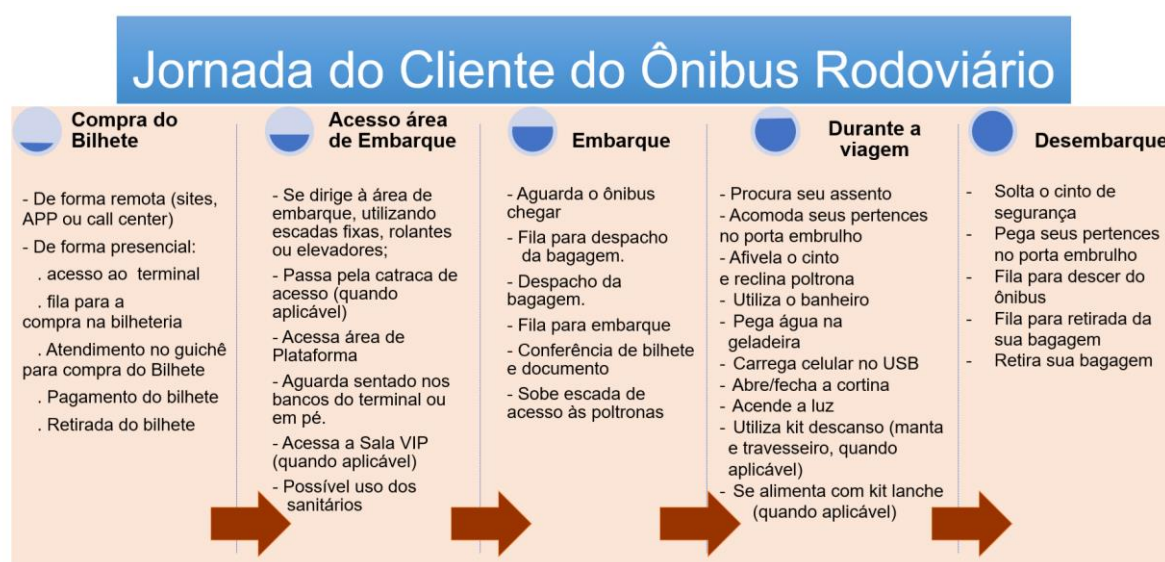 Jornada do Cliente do Ônibus Rodoviário
Compra do
Bilhete
- De forma remota (sites,
APP ou call center)
- De forma presencial:
. acesso ao terminal
. fila para a
compra na bilheteria
. Atendimento no guichê
para compra do Bilhete
. Pagamento do bilhete
. Retirada do bilhete
Acesso área
de Embarque
- Se dirige à área de
embarque, utilizando
escadas fixas, rolantes
ou elevadores;
- Passa pela catraca de
acesso (quando
aplicável)
- Acessa área de
Plataforma
- Aguarda sentado nos
bancos do terminal ou
em pé.
- Acessa a Sala VIP
(quando aplicável)
- Possível uso dos
sanitários
Embarque
- Aguarda o ônibus
chegar
- Fila para despacho
da bagagem.
- Despacho da
bagagem.
- Fila para embarque
- Conferência de bilhete
e documento
- Sobe escada de
acesso às poltronas
Durante a
viagem
- Procura seu assento
- Acomoda seus pertences
no porta embrulho
- Afivela o cinto
e reclina poltrona
- Utiliza o banheiro
- Pega água na
geladeira
- Carrega celular no USB
- Abre/fecha a cortina
- Acende a luz
- Utiliza kit descanso (manta
e travesseiro, quando
aplicável)
- Se alimenta com kit lanche
(quando aplicável)
Desembarque
- Solta o cinto de
segurança
- Pega seus pertences
no porta embrulho
- Fila para descer do
ônibus
- Fila para retirada da
sua bagagem
- Retira sua bagagem